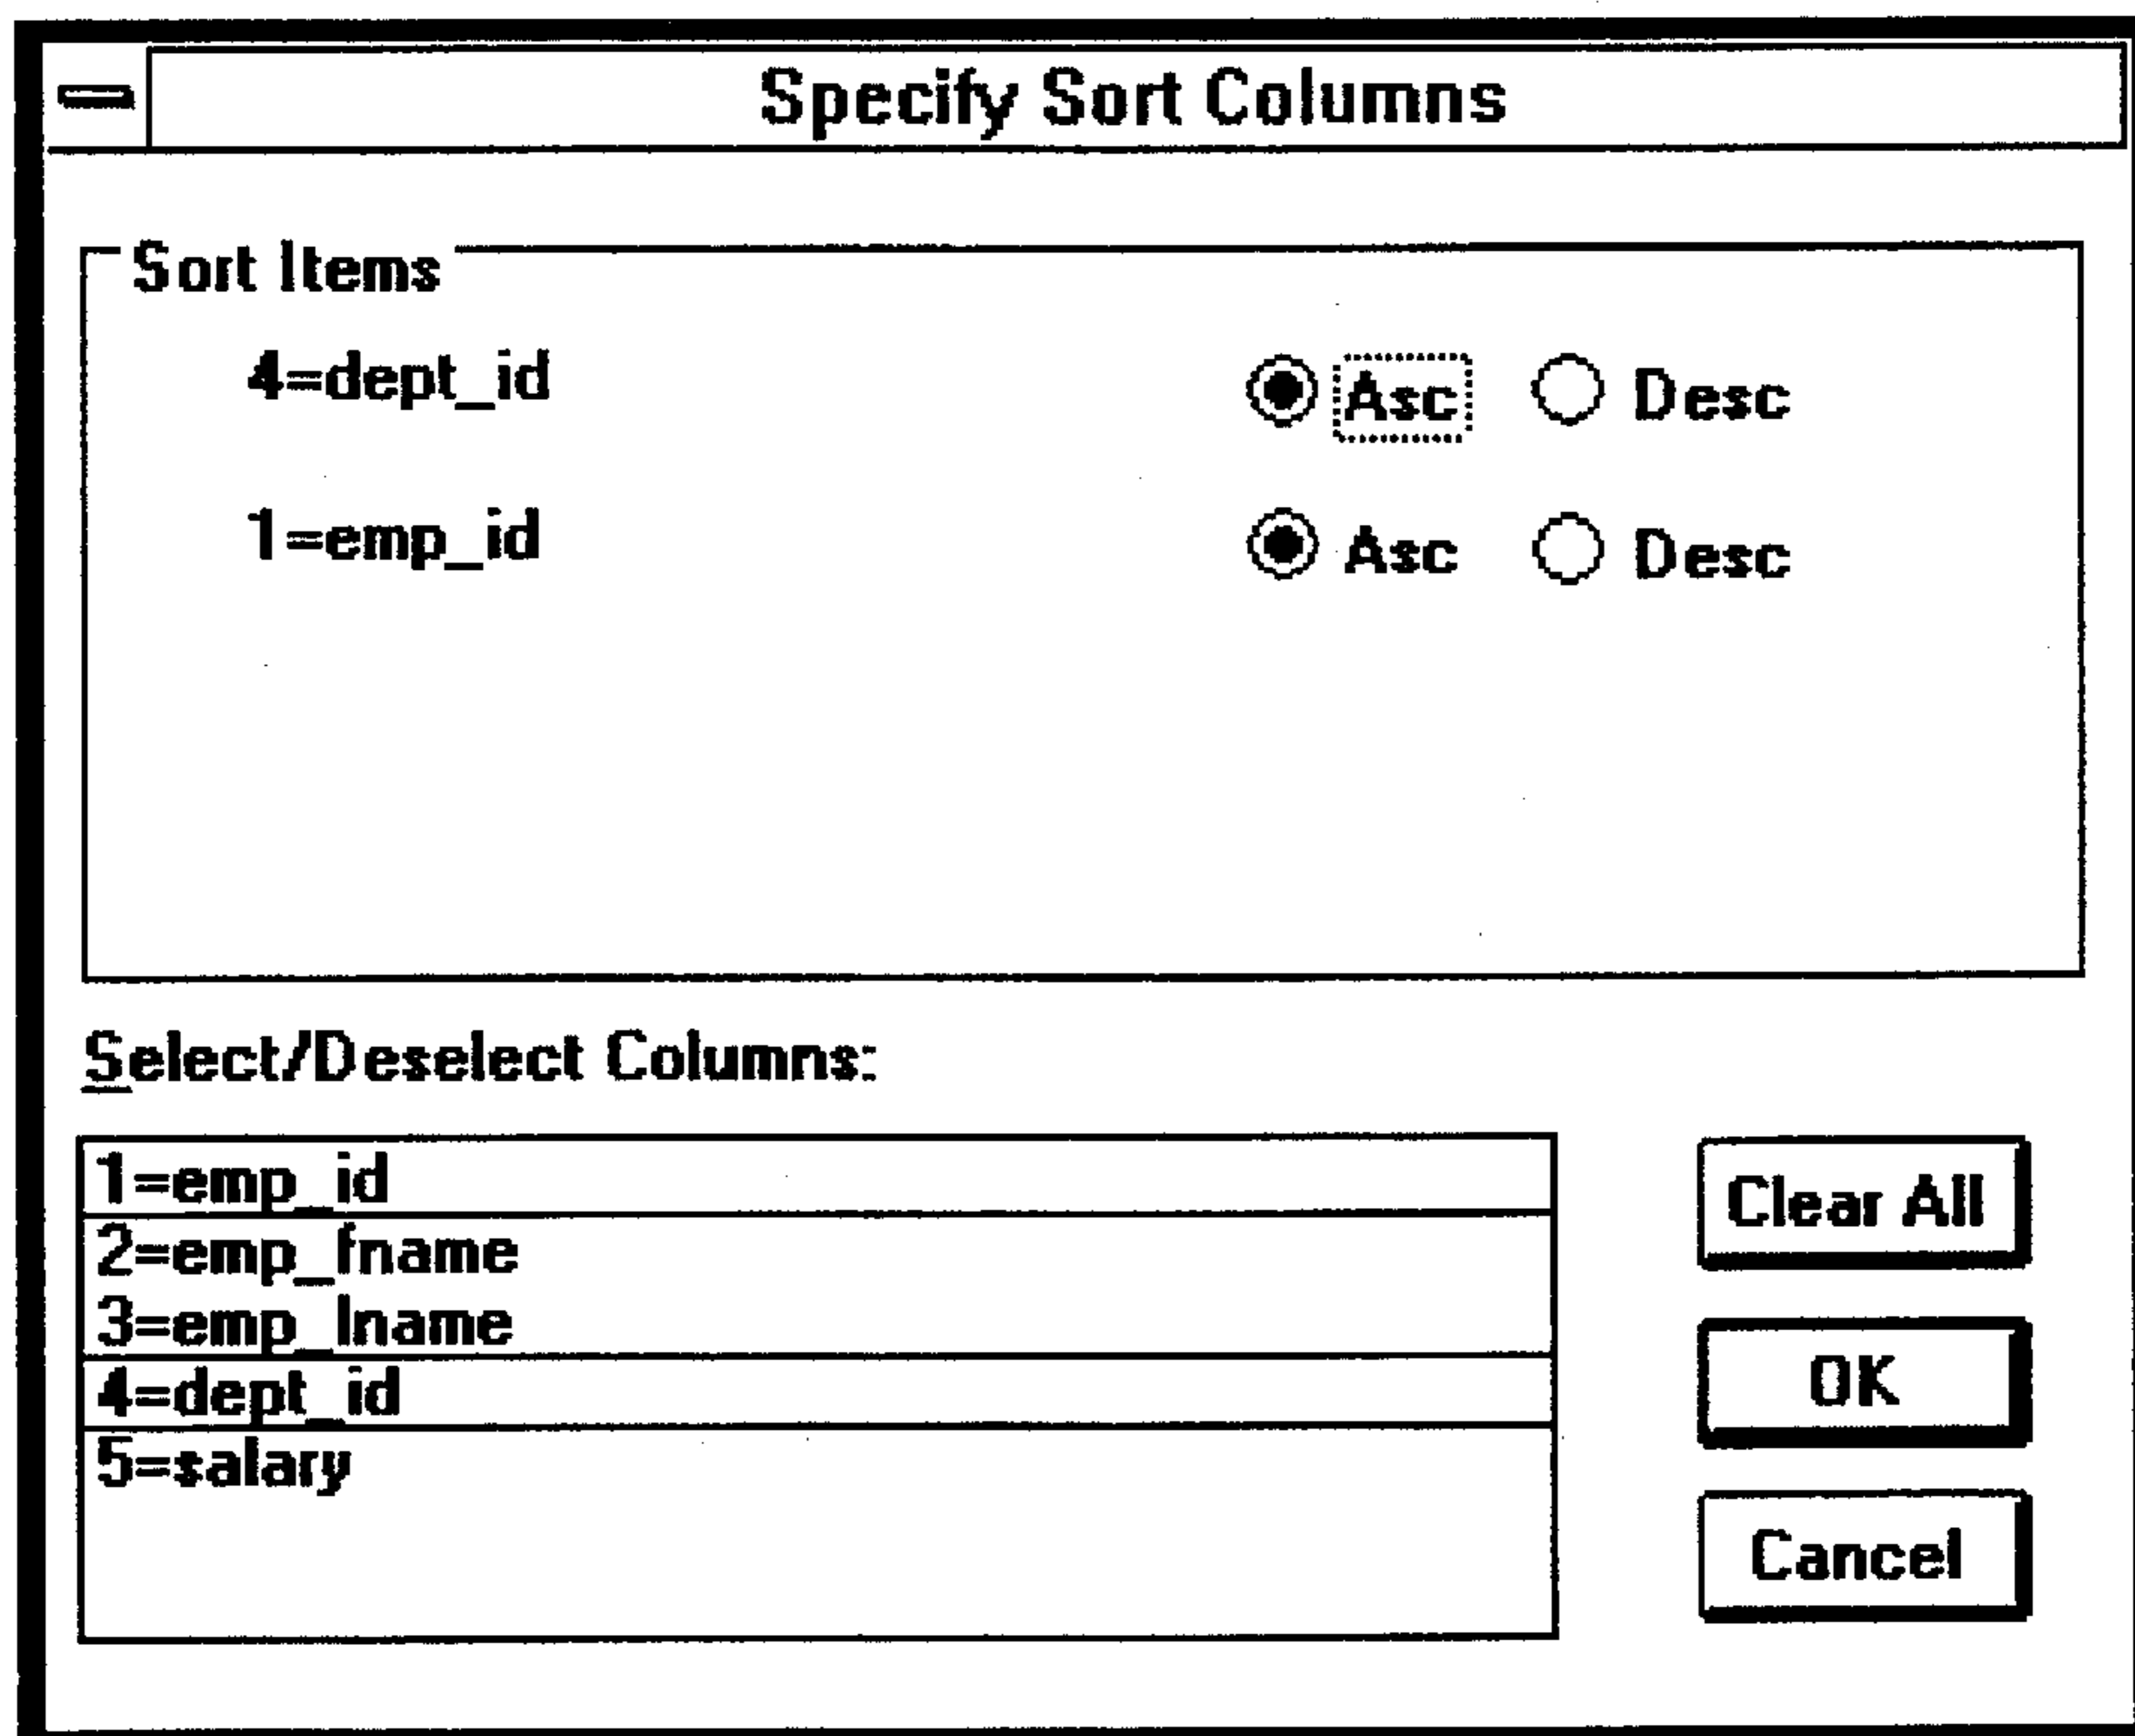 Specify Sort Columns
Sort Items
4=dept_id Asc Desc
1=emp_id Asc Desc
Select/Deselect Columns:
1=emp_id
2=emp_fname
3=emp_lname
4=dept_id
5=salary
Clear All
OK
Cancel